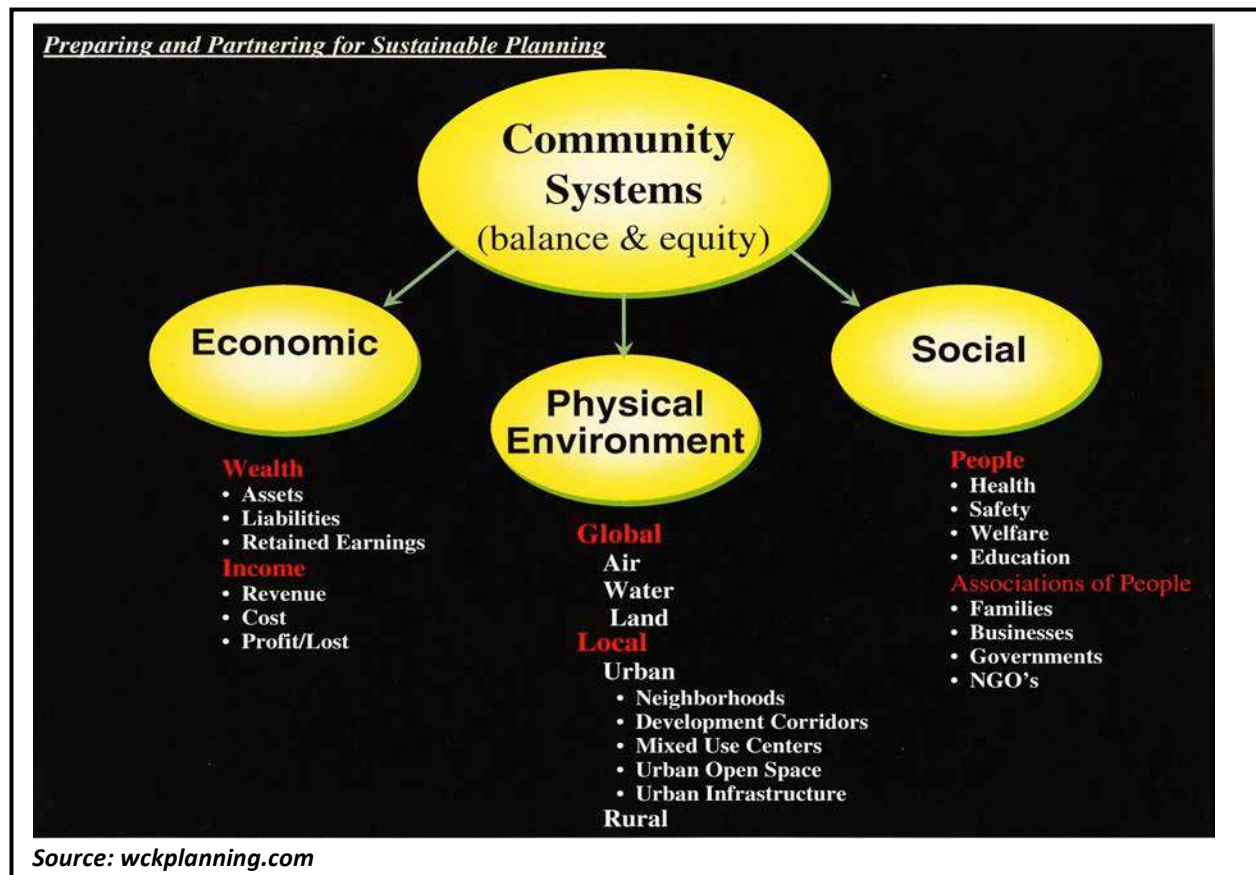 Preparing and Partnering for Sustainable Planning
Community
Systems
(balance & equity)
Economic
Wealth
• Assets
• Liabilities
• Retained Earnings
Income
• Revenue
• Cost
• Profit/Lost
Physical
Environment
Global
Air
Water
Land
Local
Urban
• Neighborhoods
• Development Corridors
• Mixed Use Centers
• Urban Open Space
• Urban Infrastructure
Rural
Social
People
• Health
• Safety
• Welfare
• Education
Associations of People
• Families
• Businesses
• Governments
• NGO's
Source: wckplanning.com